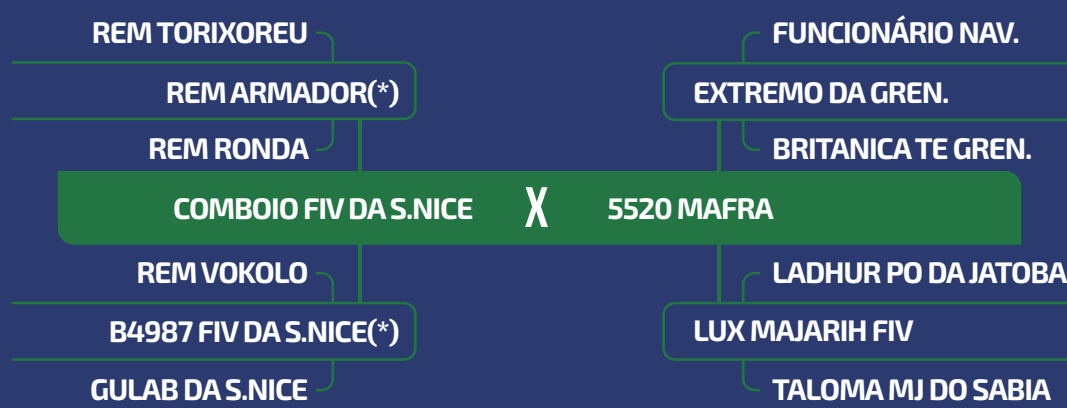 REM TORIXOREU
FUNCIONÁRIO NAV.
REM ARMADOR(*)
EXTREMO DA GREN.
REM RONDA
BRITANICA TE GREN.
COMBOIO FIV DA S.NICE X 5520 MAFRA
REM VOKOLO
LADHUR PO DA JATOBA
B4987 FIV DA S.NICE(*)
LUX MAJARIH FIV
GULAB DA S.NICE
TALOMA MJ DO SABIA